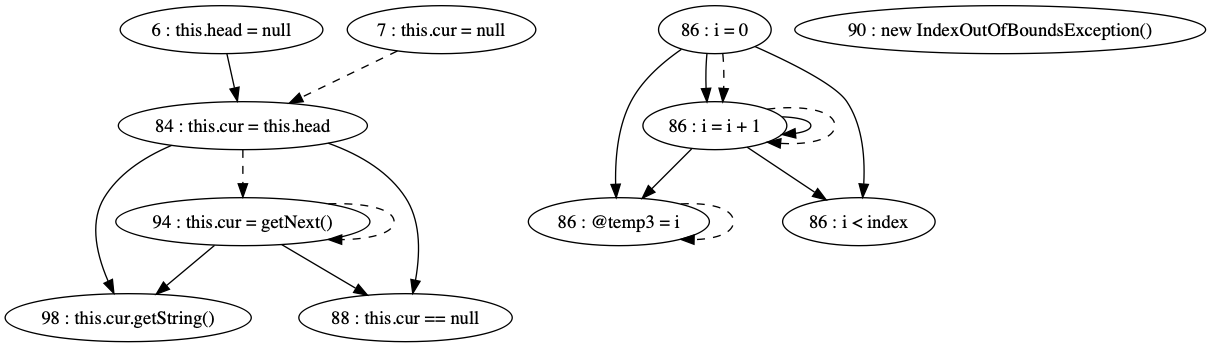 6 : this.head = null
7 : this.cur = null
86 : i = 0
90 : new IndexOutOfBoundsException()
84 : this.cur = this.head
86 : i = i + 1
94 : this.cur = getNext()
86 : @temp3 = i
86 : i < index
98 : this.cur.getString()
88 : this.cur == null